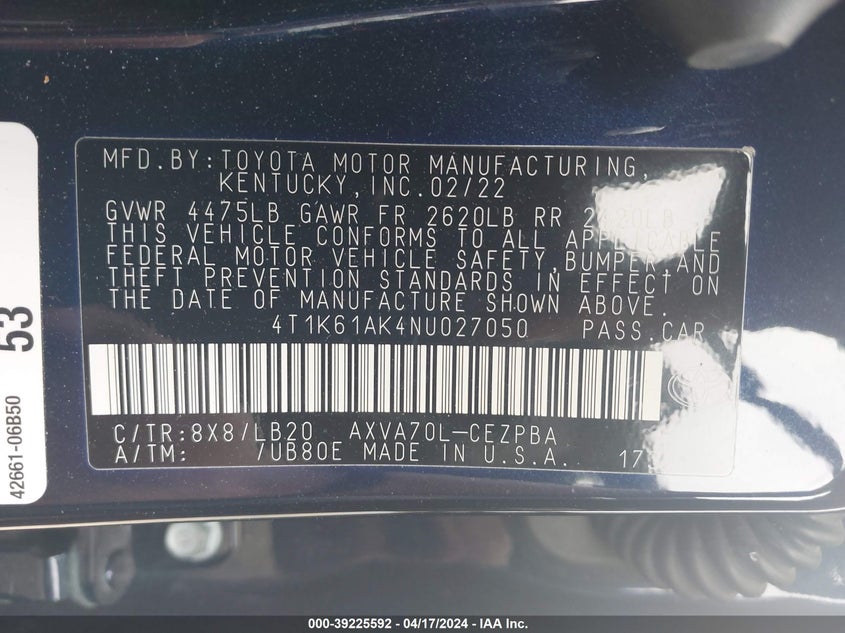 MFD.BY:TOYOTA MOTOR MANUFACTURING,
KENTUCKY,INC.02/22
GVWR 4475LB GAWR FR 2620LB RR 2420LB
THIS VEHICLE CONFORMS TO ALL APPLICABLE
FEDERAL MOTOR VEHICLE SAFETY,BUMPER,AND
THEFT PREVENTION STANDARDS IN EFFECT ON
THE DATE OF MANUFACTURE SHOWN ABOVE.
4T1K61AK4NU027050 PASS.CAR
C/TR:8X8/LB20 AXVA70L-CEZPBA
A/TM: /UB80E MADE IN U.S.A.
53
42661-06B50
000-39225592 - 04/17/2024 - IAA Inc.